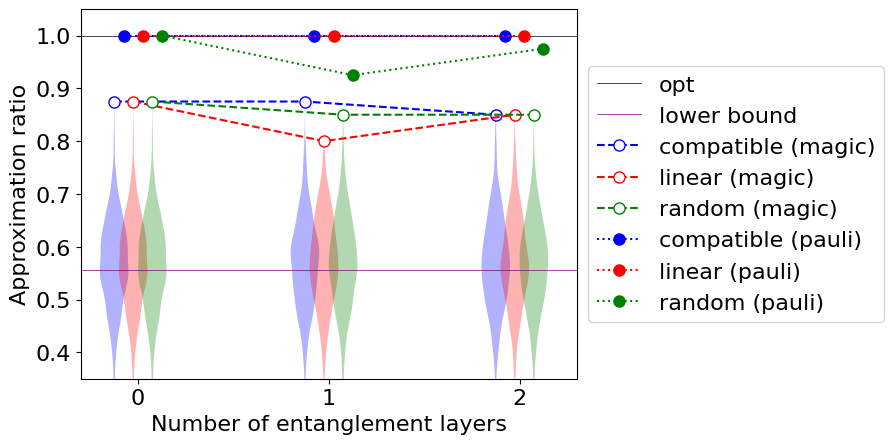 1.0
0.9
0.8
0.7
0.6
0.5
0.4
Approximation ratio
0 1 2
Number of entanglement layers
opt
lower bound
compatible (magic)
linear (magic)
random (magic)
compatible (pauli)
linear (pauli)
random (pauli)